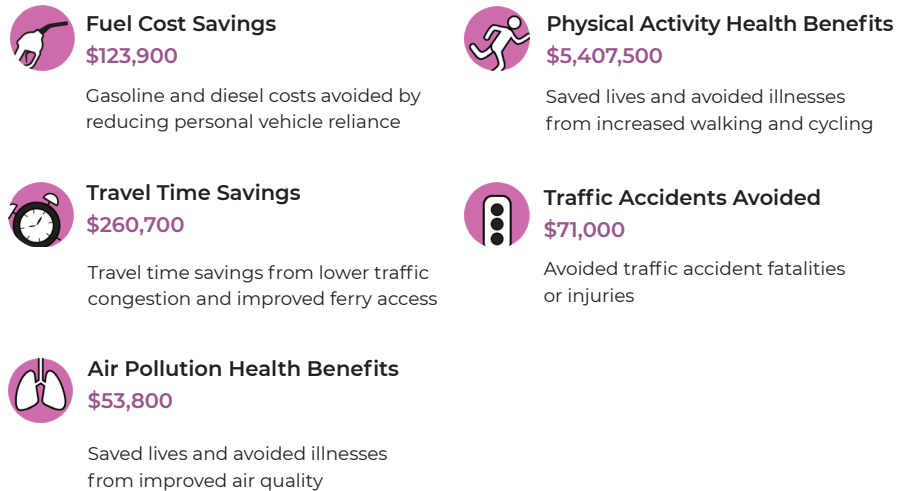 Fuel Cost Savings
$123,900
Gasoline and diesel costs avoided by
reducing personal vehicle reliance
Physical Activity Health Benefits
$5,407,500
Saved lives and avoided illnesses
from increased walking and cycling
Travel Time Savings
$260,700
Travel time savings from lower traffic
congestion and improved ferry access
Traffic Accidents Avoided
$71,000
Avoided traffic accident fatalities
or injuries
Air Pollution Health Benefits
$53,800
Saved lives and avoided illnesses
from improved air quality